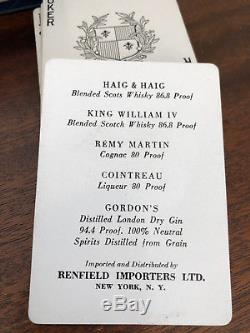 JOKER
HAIG & HAIG
Blended Scots Whisky 86.8 Proof
KING WILLIAM IV
Blended Scotch Whisky 86.8 Proof
RÉMY MARTIN
Cognac 80 Proof
COINTREAU
Liqueur 80 Proof
GORDON'S
Distilled London Dry Gin
94.4 Proof. 100% Neutral
Spirits Distilled from Grain
Imported and Distributed by
RENFIELD IMPORTERS LTD.
NEW YORK, N. Y.